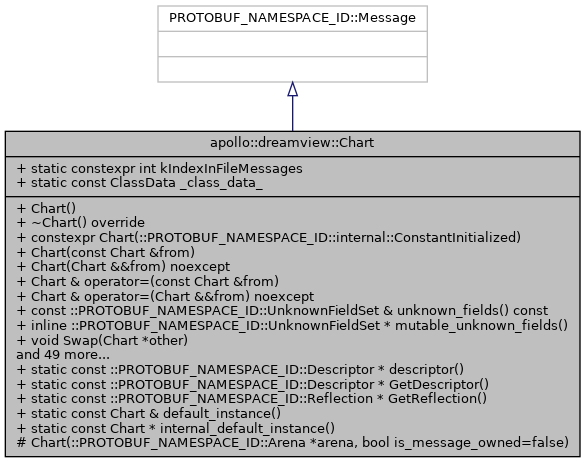 PROTOBUF_NAMESPACE_ID::Message
apollo::dreamview::Chart
+ static constexpr int kIndexInFileMessages
+ static const ClassData _class_data_
+ Chart()
+ ~Chart() override
+ constexpr Chart(::PROTOBUF_NAMESPACE_ID::internal::ConstantInitialized)
+ Chart(const Chart &from)
+ Chart(Chart &&from) noexcept
+ Chart & operator=(const Chart &from)
+ Chart & operator=(Chart &&from) noexcept
+ const ::PROTOBUF_NAMESPACE_ID::UnknownFieldSet & unknown_fields() const
+ inline ::PROTOBUF_NAMESPACE_ID::UnknownFieldSet * mutable_unknown_fields()
+ void Swap(Chart *other)
and 49 more...
+ static const ::PROTOBUF_NAMESPACE_ID::Descriptor * descriptor()
+ static const ::PROTOBUF_NAMESPACE_ID::Descriptor * GetDescriptor()
+ static const ::PROTOBUF_NAMESPACE_ID::Reflection * GetReflection()
+ static const Chart & default_instance()
+ static const Chart * internal_default_instance()
# Chart(::PROTOBUF_NAMESPACE_ID::Arena *arena, bool is_message_owned=false)